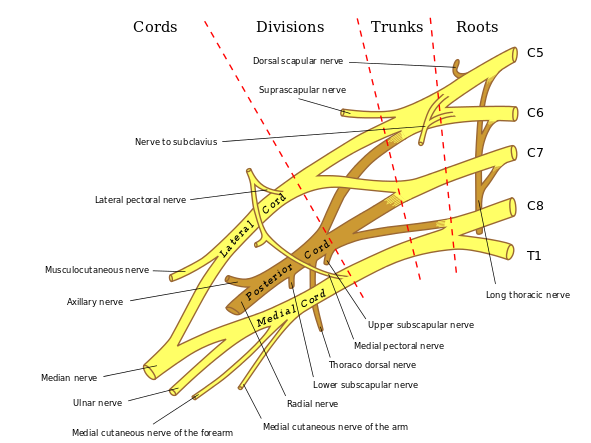 Cords
Divisions
Trunks
Roots
C5
Dorsal scapular nerve
Suprascapular nerve
C6
Nerve to subclavius
C7
Lateral pectoral nerve
C8
Lateral Cord
Posterior Cord
T1
Musculocutaneous nerve
Axillary nerve
Long thoracic nerve
Medial Cord
Upper subscapular nerve
Medial pectoral nerve
Thoraco dorsal nerve
Median nerve
Lower subscapular nerve
Ulnar nerve
Radial nerve
Medial cutaneous nerve of the arm
Medial cutaneous nerve of the forearm